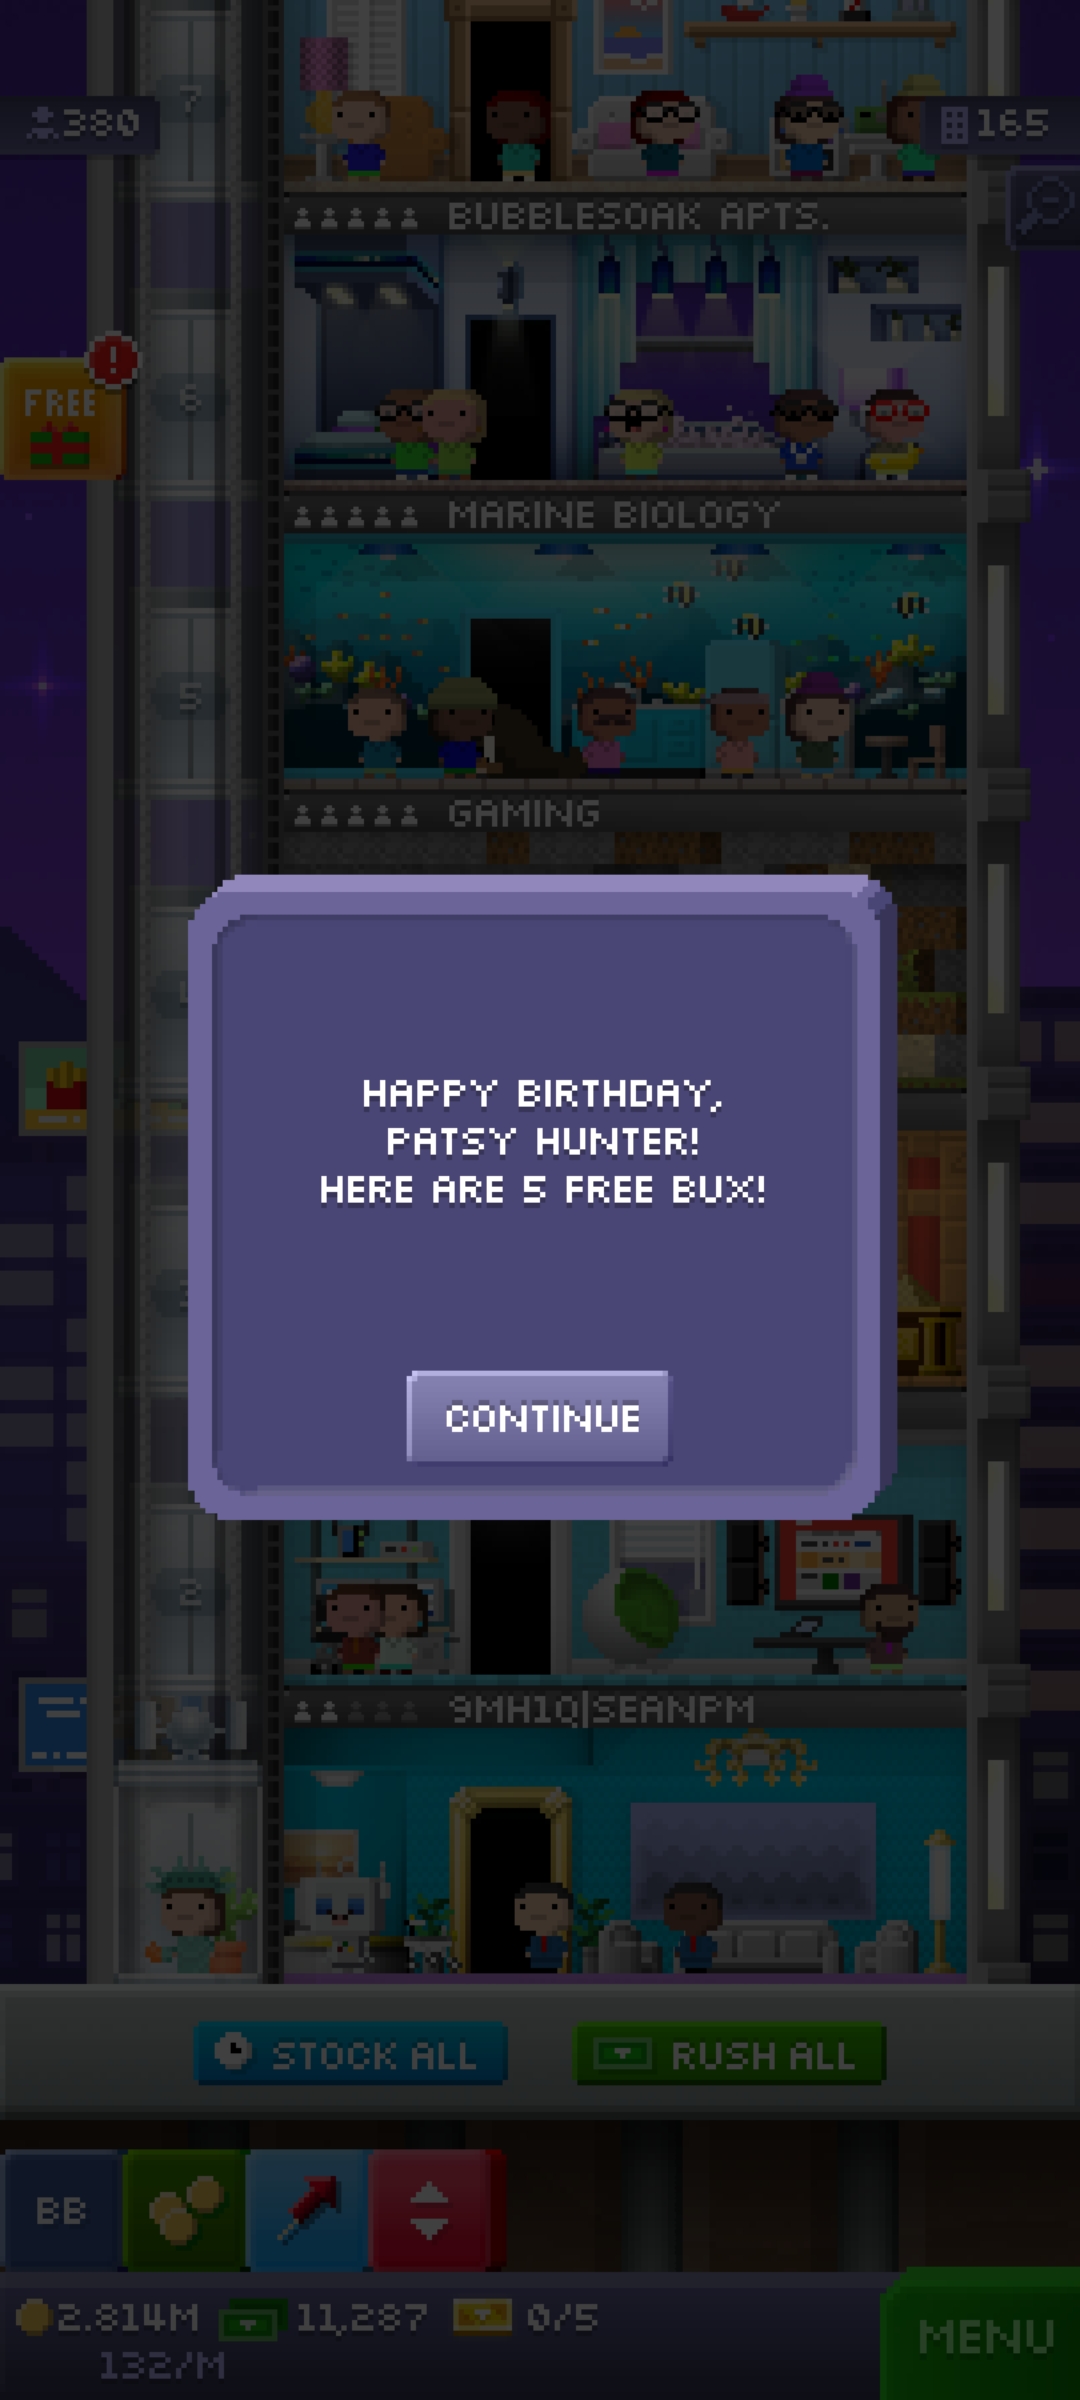 7
380
165
BUBBLESOAK APTS.
FREE
!
6
MARINE BIOLOGY
5
GAMING
HAPPY BIRTHDAY,
PATSY HUNTER!
HERE ARE 5 FREE BUX!
CONTINUE
2
9MH1Q|SEANPM
STOCK ALL
RUSH ALL
BB
2.814M
11,287
0/5
132/M
MENU